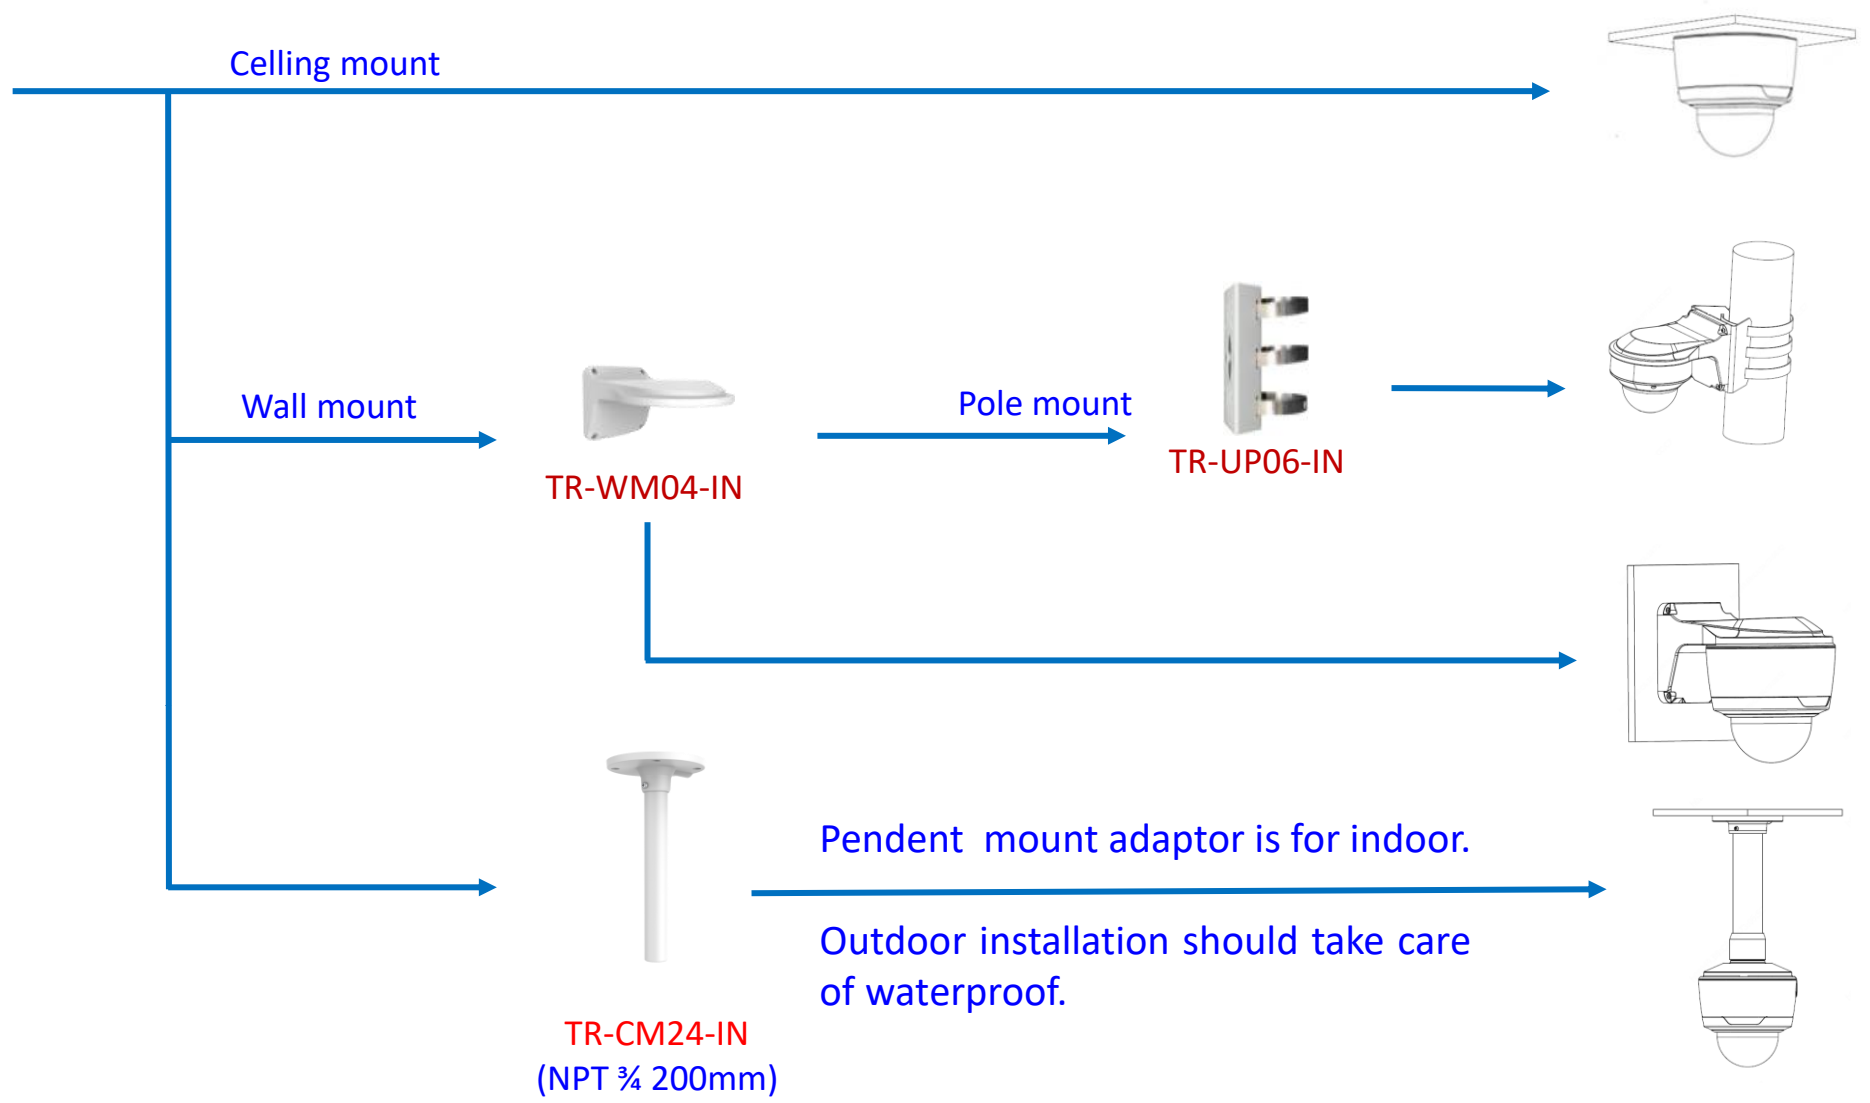 Celling mount
Wall mount
Pole mount
TR-UP06-IN
TR-WM04-IN
Pendent  mount adaptor is for indoor.
Outdoor installation should take care
of waterproof.
TR-CM24-IN
(NPT ¾ 200mm)